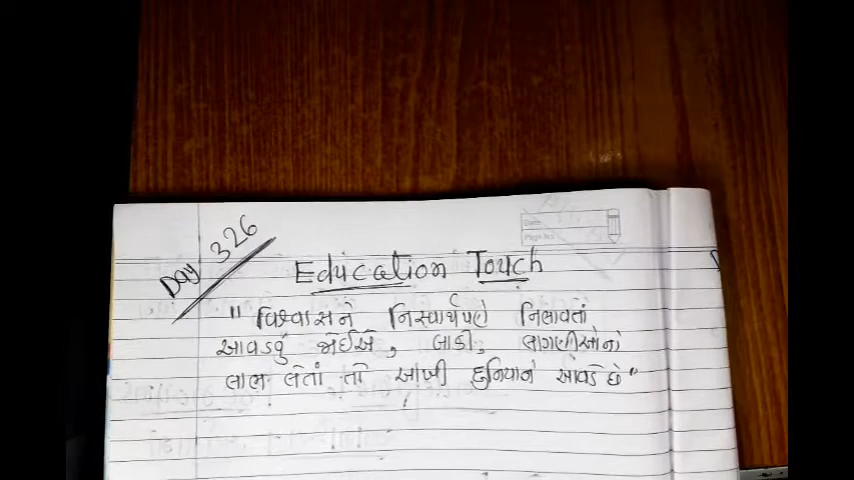 Day 326
Education Touch
" વિશ્વાસને નિસ્વાર્થપણે નિભાવતાં
આવડવું જોઈએ, બાકી, લાગણીઓનો
લાભ લેતાં તો આખી દુનિયાને આવડે છે"